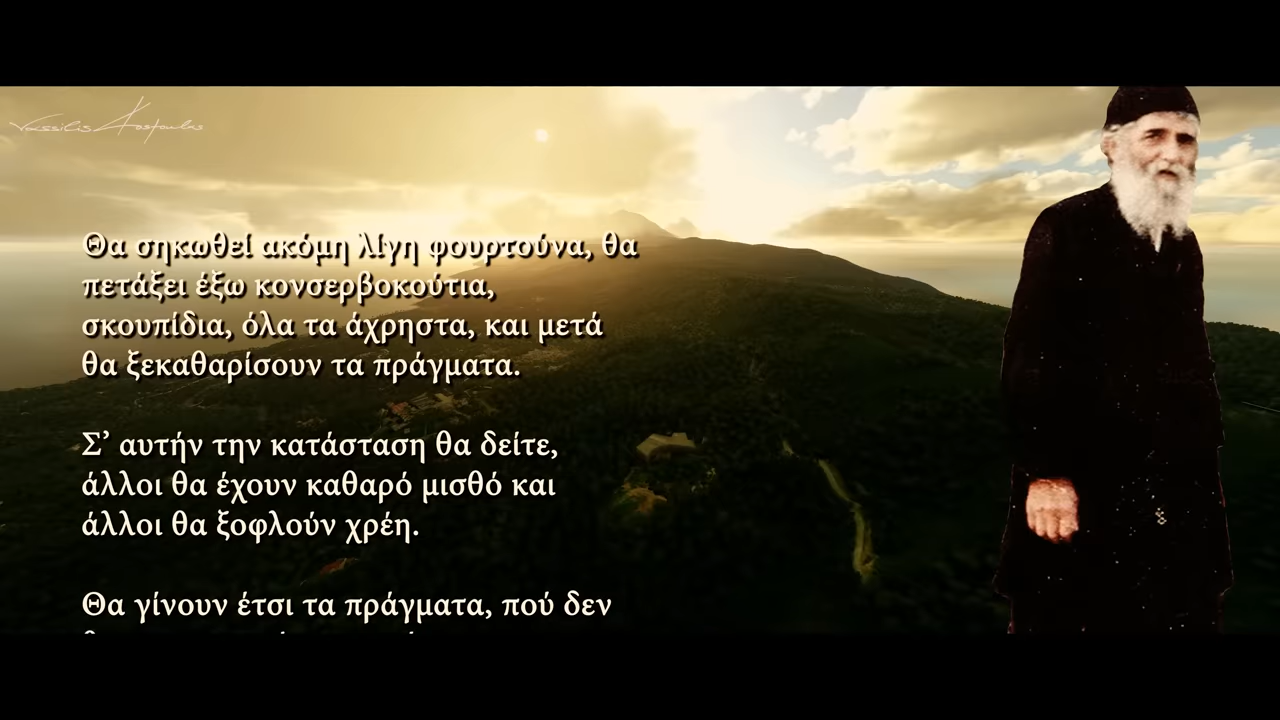 Vassilis Kostoulas
Θα σηκωθεί ακόμη λίγη φουρτούνα, θα
πετάξει έξω κονσερβοκούτια,
σκουπίδια, όλα τα άχρηστα, και μετά
θα ξεκαθαρίσουν τα πράγματα.
Σ’ αυτήν την κατάσταση θα δείτε,
άλλοι θα έχουν καθαρό μισθό και
άλλοι θα ξοφλούν χρέη.
Θα γίνουν έτσι τα πράγματα, πού δεν